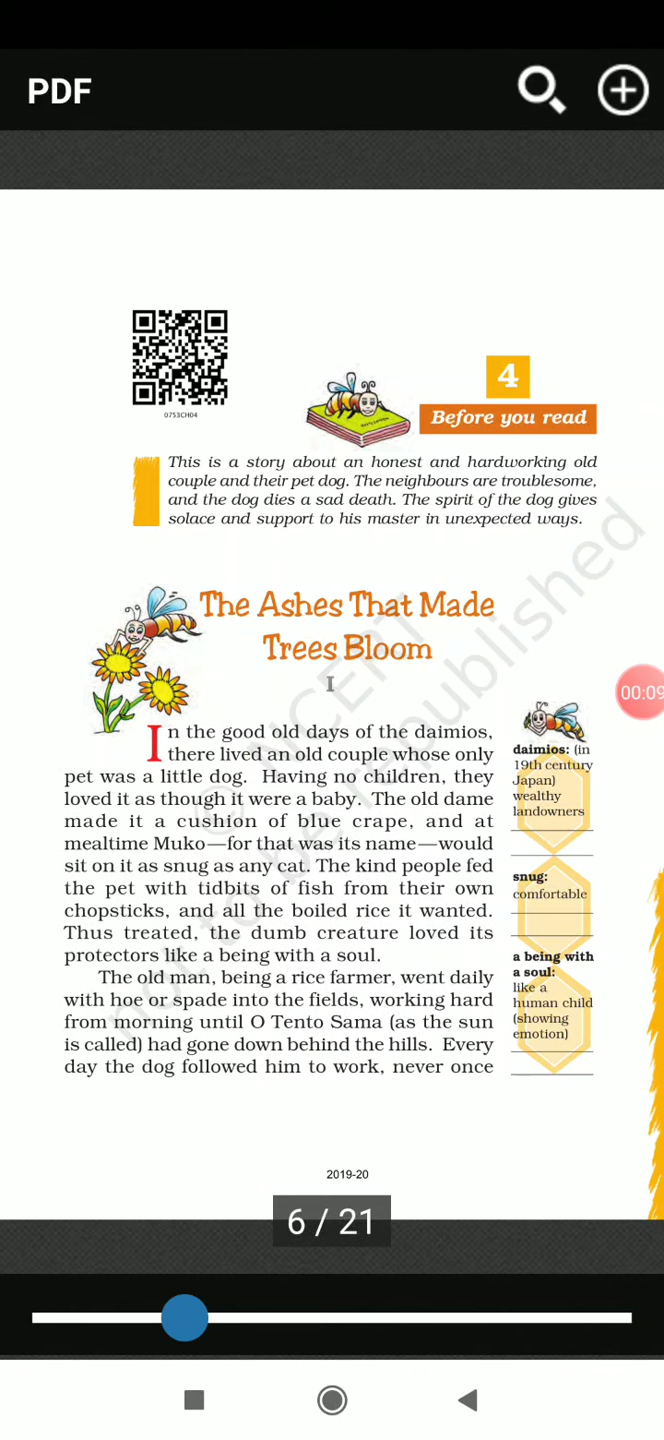 PDF
0753CH04
4
Before you read
This is a story about an honest and hardworking old
couple and their pet dog. The neighbours are troublesome,
and the dog dies a sad death. The spirit of the dog gives
solace and support to his master in unexpected ways.
The Ashes That Made
Trees Bloom
I
In the good old days of the daimios,
there lived an old couple whose only
pet was a little dog. Having no children, they
loved it as though it were a baby. The old dame
made it a cushion of blue crape, and at
mealtime Muko—for that was its name—would
sit on it as snug as any cat. The kind people fed
the pet with tidbits of fish from their own
chopsticks, and all the boiled rice it wanted.
Thus treated, the dumb creature loved its
protectors like a being with a soul.
The old man, being a rice farmer, went daily
with hoe or spade into the fields, working hard
from morning until O Tento Sama (as the sun
is called) had gone down behind the hills. Every
day the dog followed him to work, never once
00:09
daimios: (in
19th century
Japan)
wealthy
landowners
snug:
comfortable
a being with
a soul:
like a
human child
(showing
emotion)
© NCERT
not to be republished
2019-20
6 / 21